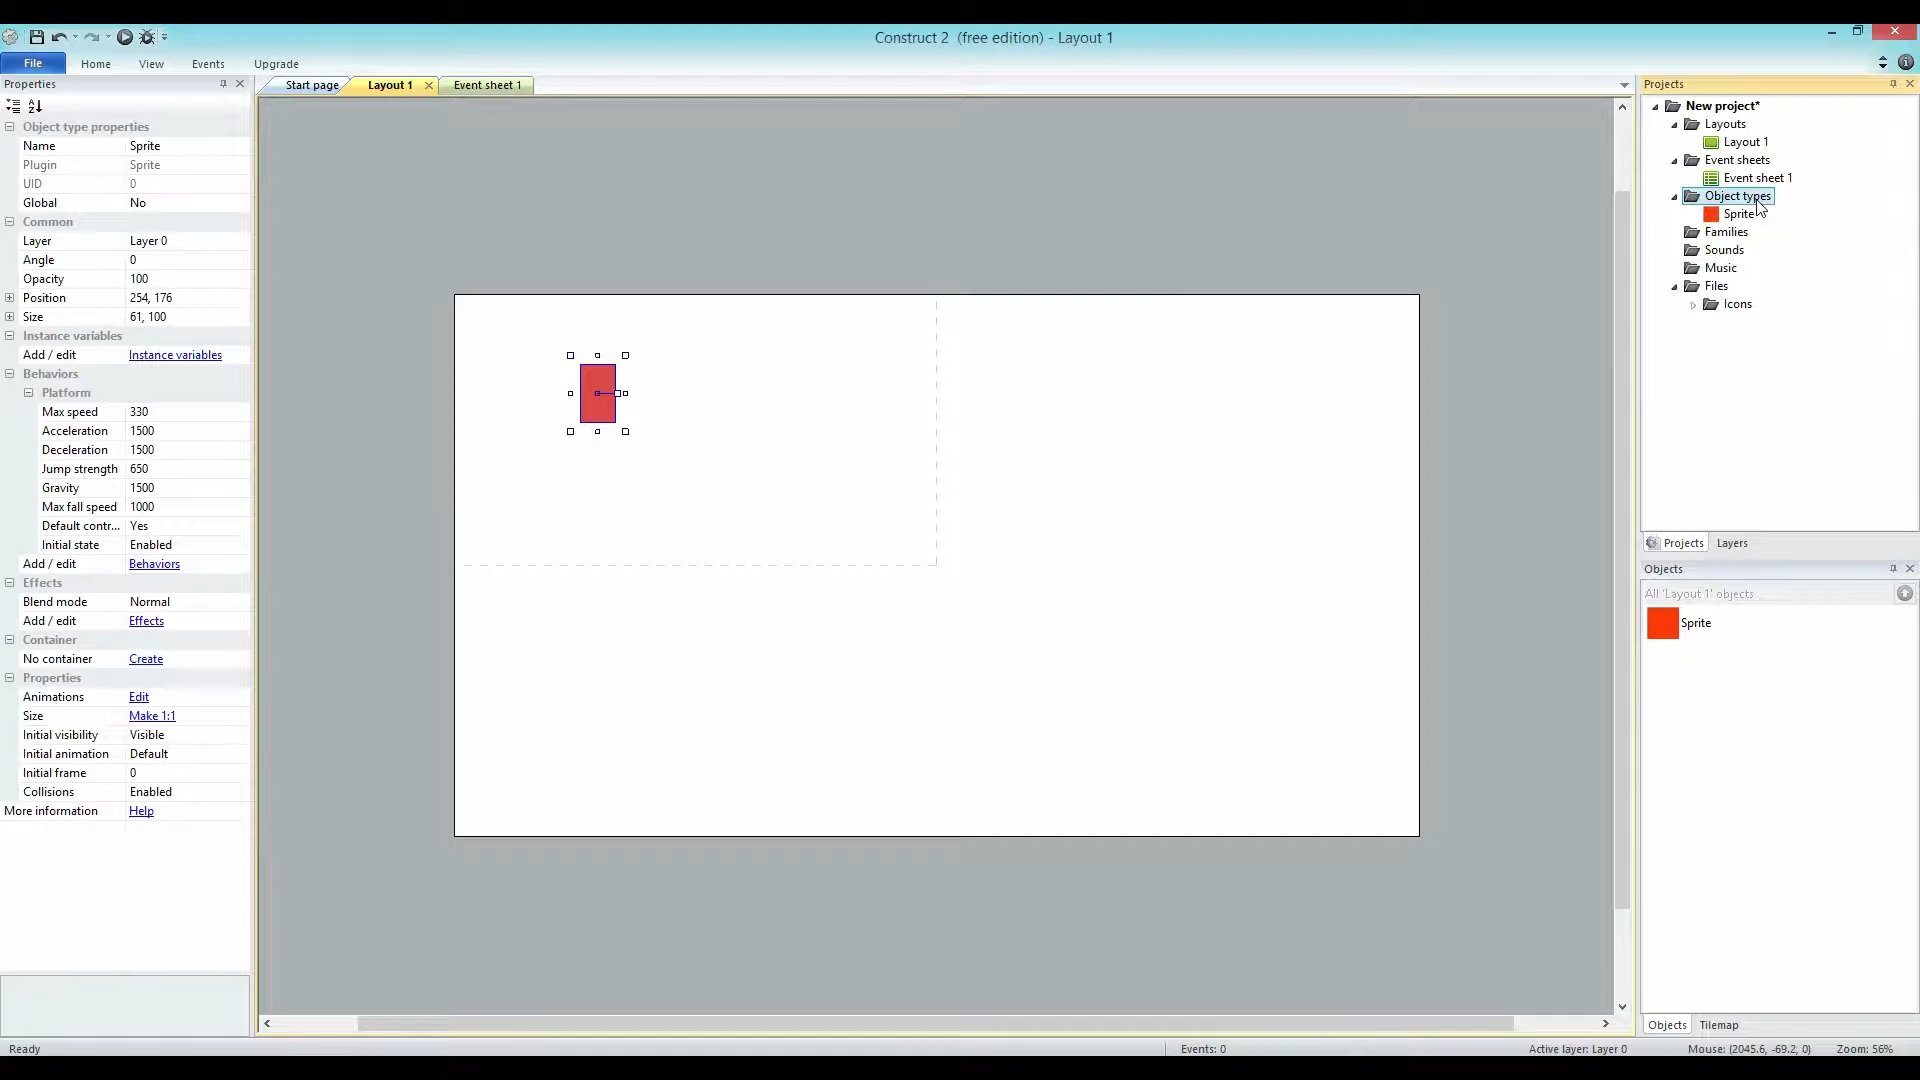 Construct 2 (free edition) - Layout 1
File Home View Events Upgrade
Properties
Start page Layout 1 Event sheet 1
Projects
Object type properties
Name Sprite
Plugin Sprite
UID 0
Global No
Common
Layer Layer 0
Angle 0
Opacity 100
Position 254, 176
Size 61, 100
Instance variables
Add / edit Instance variables
Behaviors
Platform
Max speed 330
Acceleration 1500
Deceleration 1500
Jump strength 650
Gravity 1500
Max fall speed 1000
Default contr... Yes
Initial state Enabled
Add / edit Behaviors
Effects
Blend mode Normal
Add / edit Effects
Container
No container Create
Properties
Animations Edit
Size Make 1:1
Initial visibility Visible
Initial animation Default
Initial frame 0
Collisions Enabled
More information Help
New project*
Layouts
Layout 1
Event sheets
Event sheet 1
Object types
Sprite
Families
Sounds
Music
Files
Icons
Projects Layers
Objects
All 'Layout 1' objects
Sprite
Objects Tilemap
Ready Events: 0 Active layer: Layer 0 Mouse: (2045.6, -69.2, 0) Zoom: 56%